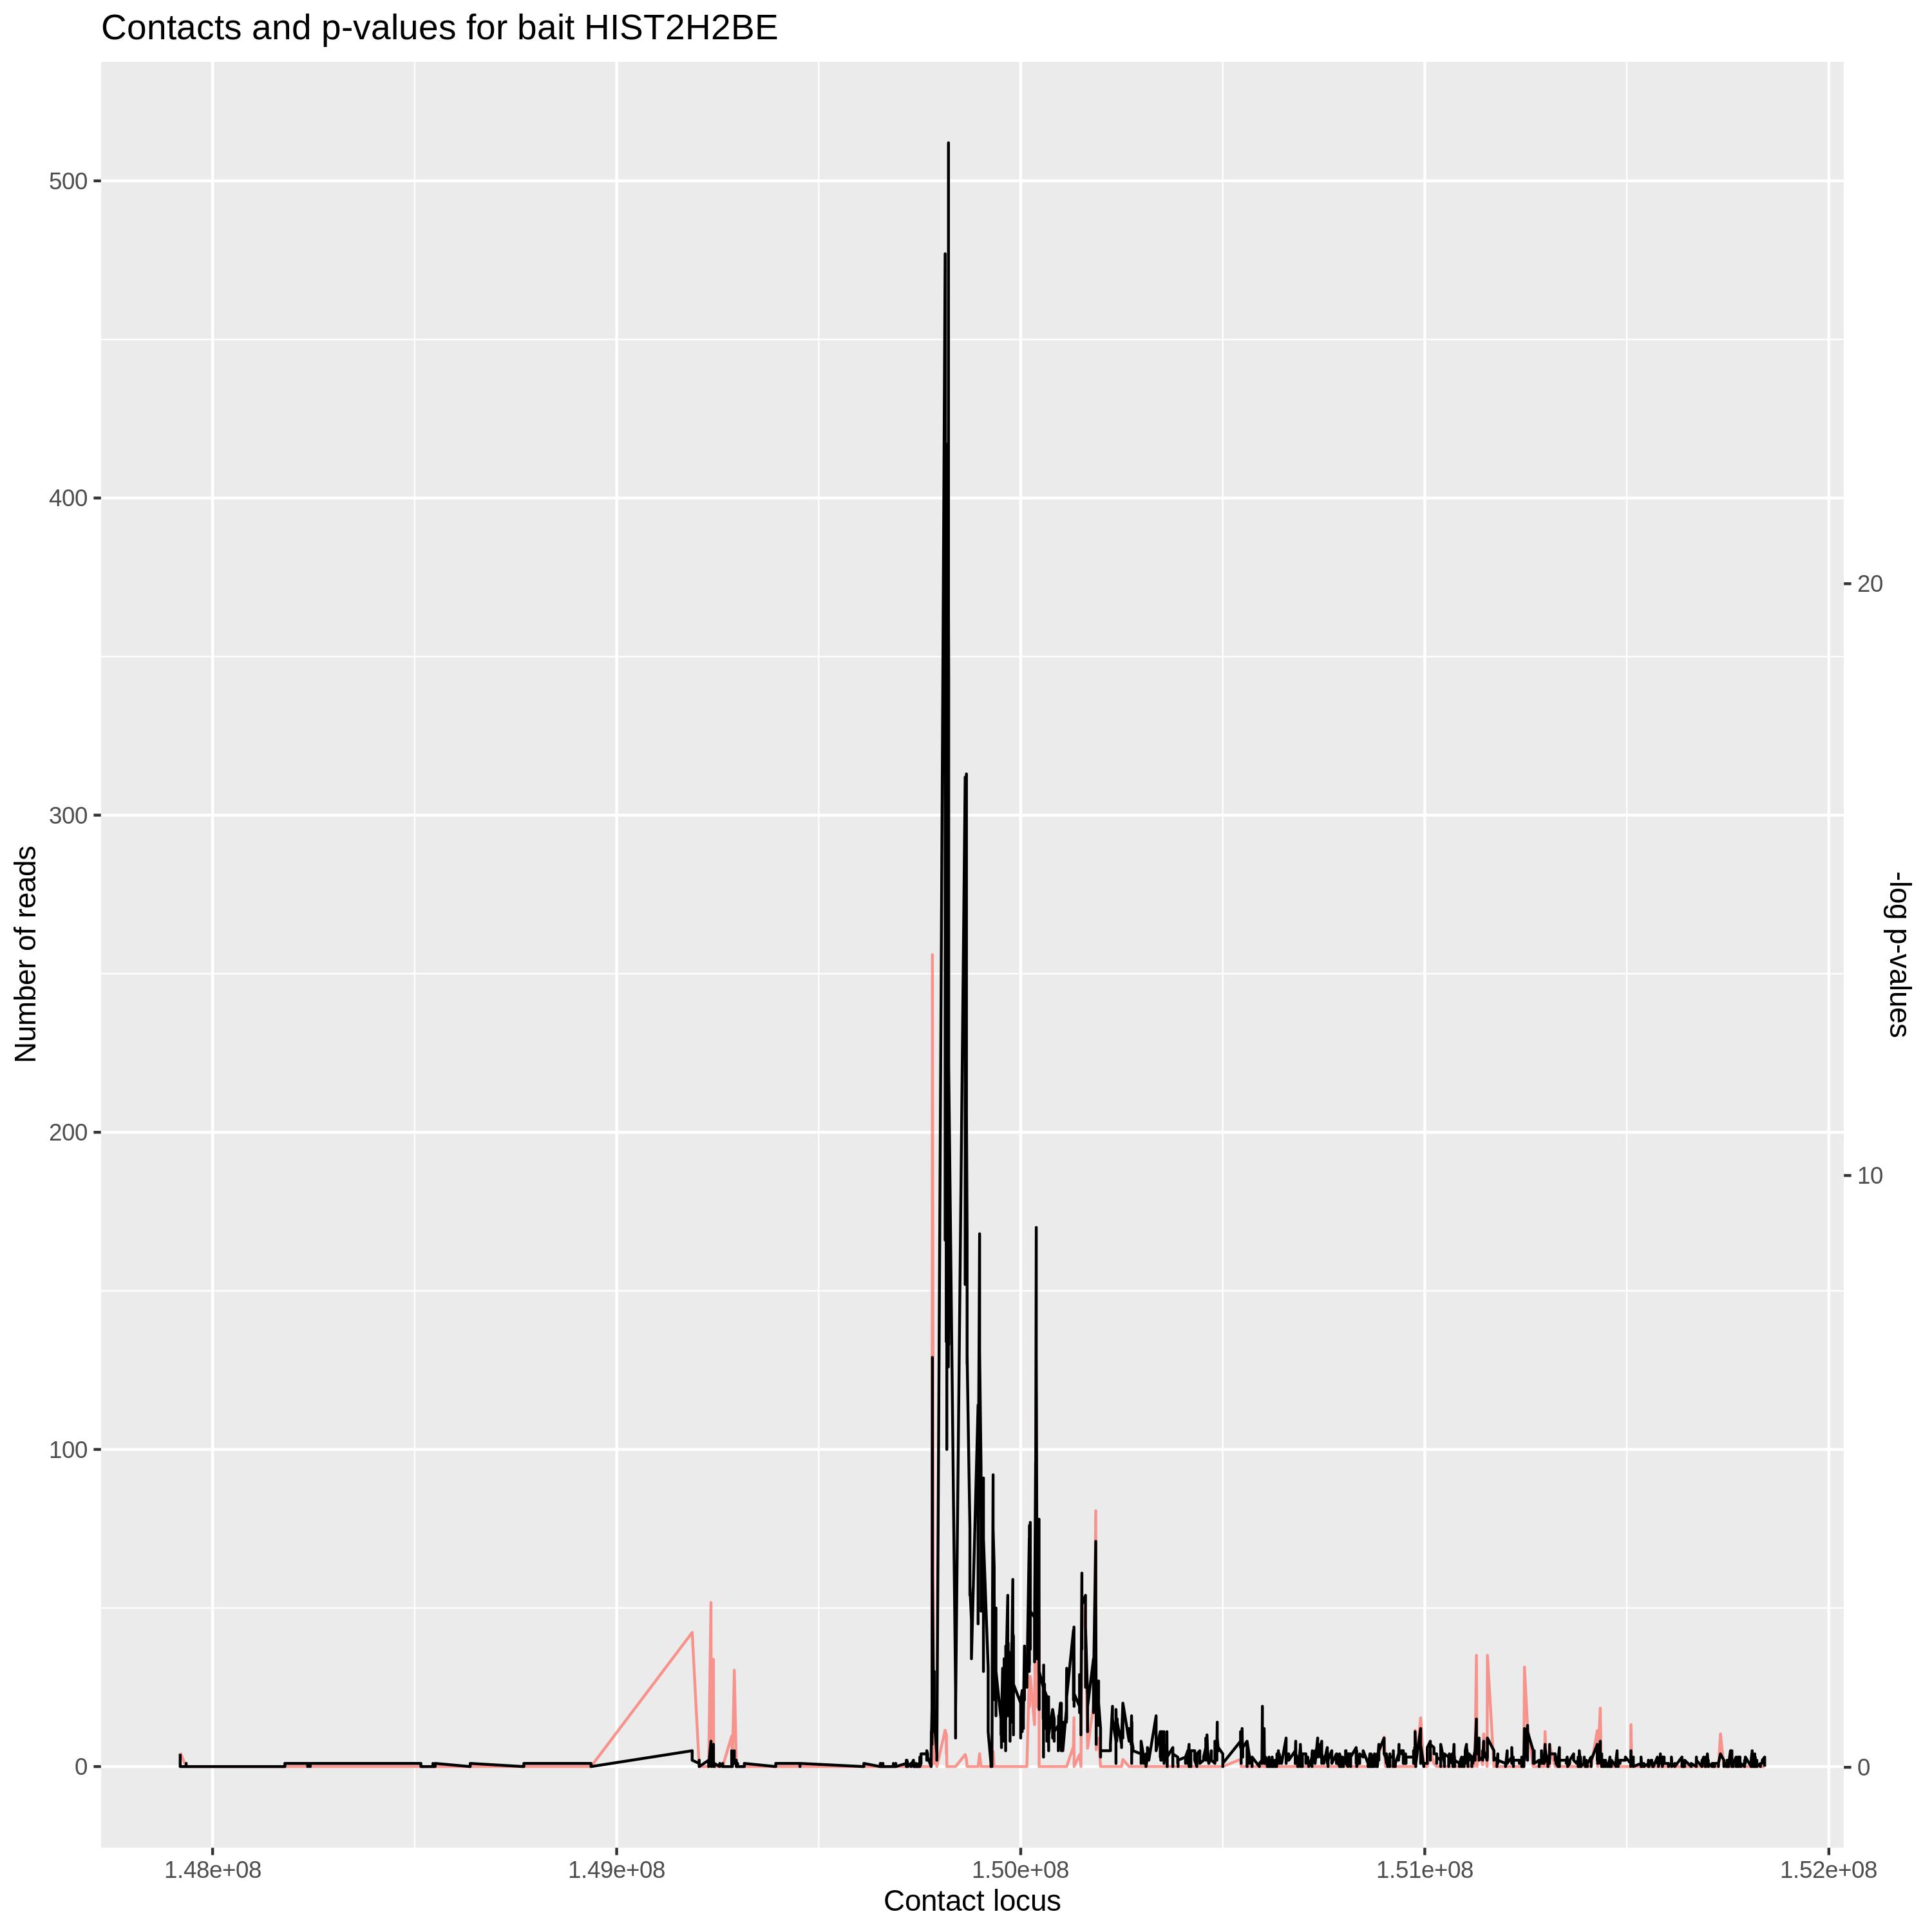 Contacts and p-values for bait HIST2H2BE
500
400
300
200
100
0
Number of reads
20
10
0
-log p-values
1.48e+08
1.49e+08
1.50e+08
1.51e+08
1.52e+08
Contact locus